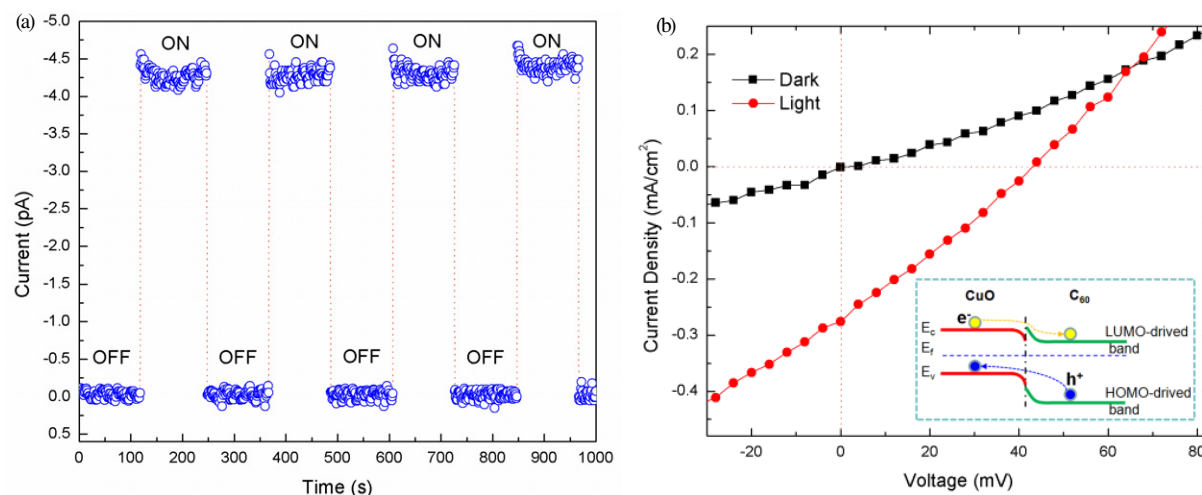 (a)
-5.0
-4.5
-4.0
-3.5
-3.0
-2.5
-2.0
-1.5
-1.0
-0.5
0.0
0.5
Current (pA)
ON
ON
ON
ON
OFF
OFF
OFF
OFF
0 100 200 300 400 500 600 700 800 900 1000
Time (s)
(b)
0.2
0.1
0.0
-0.1
-0.2
-0.3
-0.4
Current Density (mA/cm²)
Dark
Light
CuO C₆₀
e⁻
E_c
E_f
E_v
h⁺
LUMO-drived
band
HOMO-drived
band
-20 0 20 40 60 80
Voltage (mV)